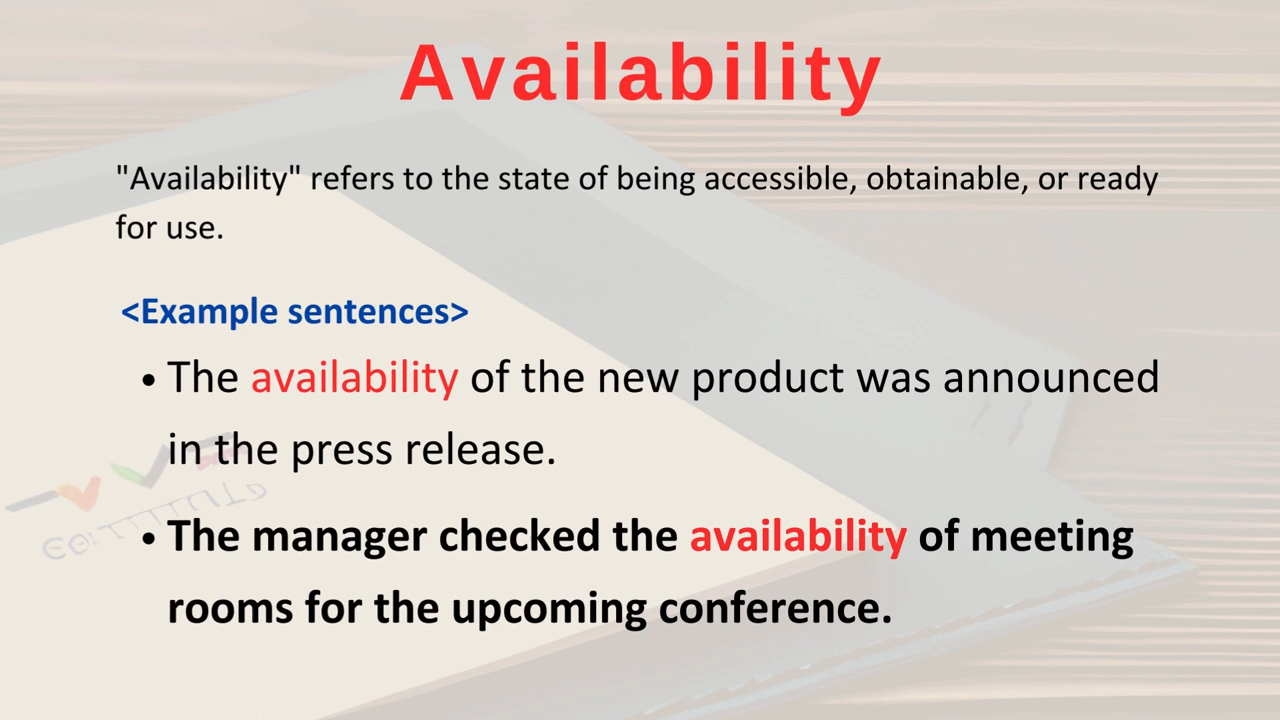 Availability
"Availability" refers to the state of being accessible, obtainable, or ready
for use.
<Example sentences>
• The availability of the new product was announced
in the press release.
• The manager checked the availability of meeting
rooms for the upcoming conference.